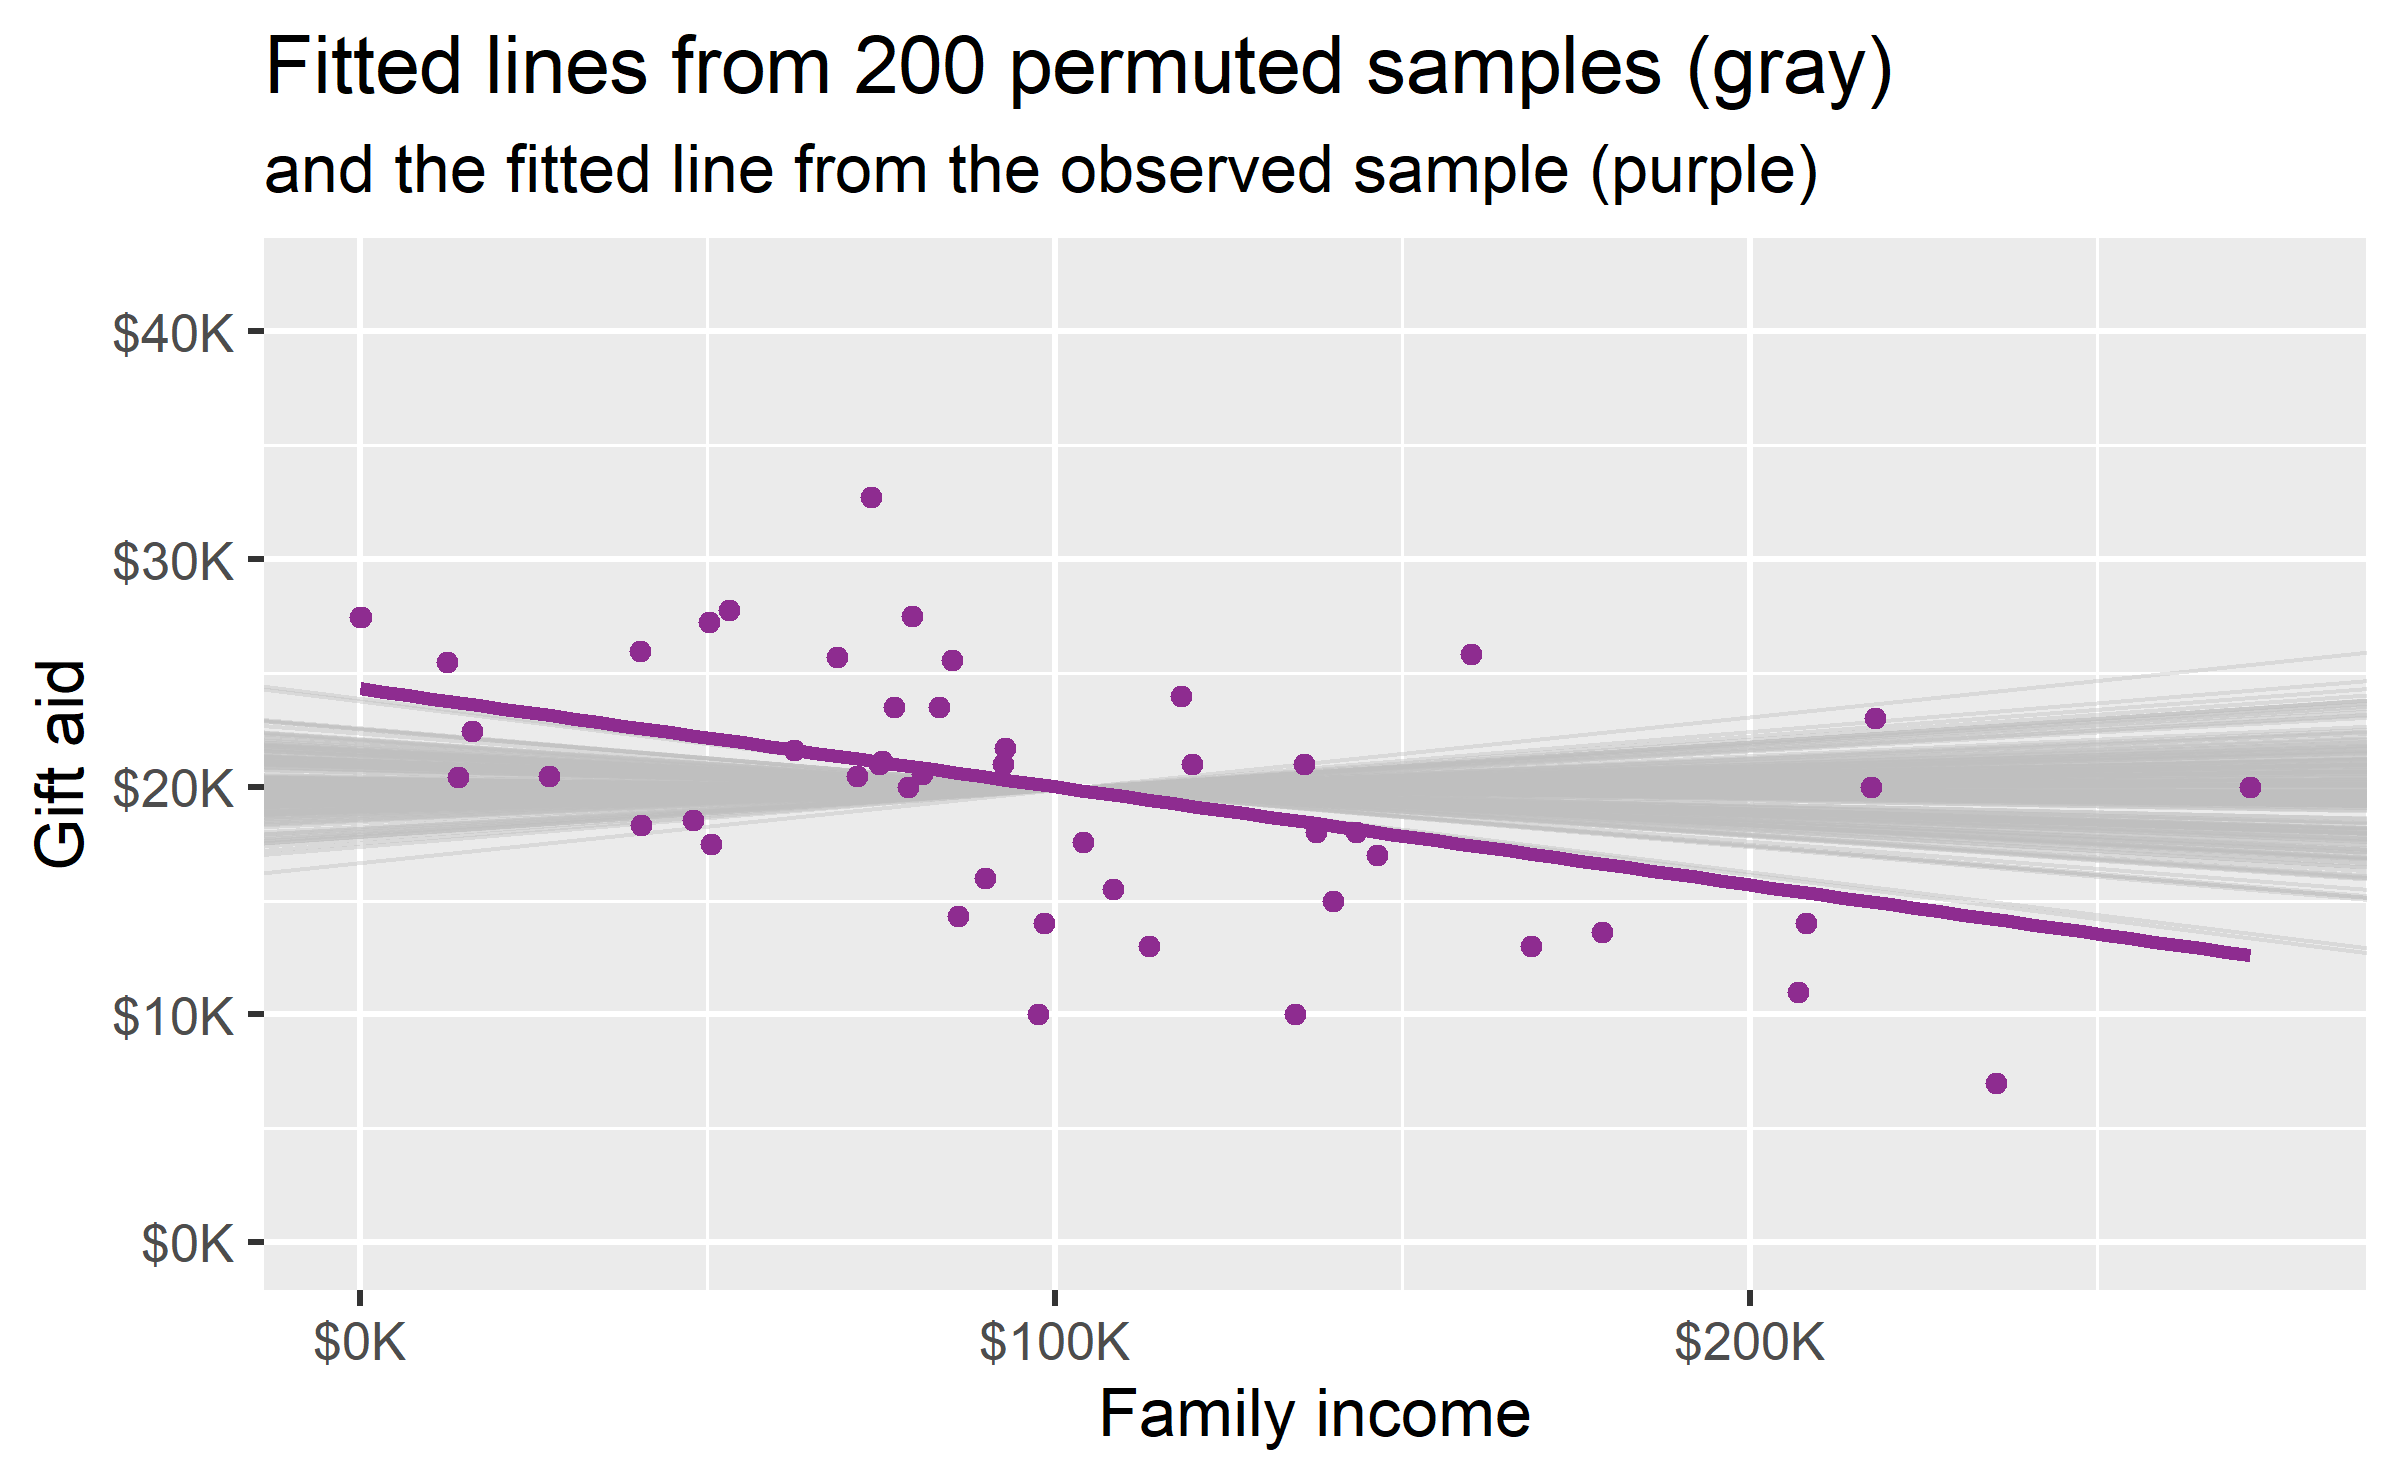 Fitted lines from 200 permuted samples (gray)
and the fitted line from the observed sample (purple)
Gift aid
$40K
$30K
$20K
$10K
$0K
$0K
$100K
$200K
Family income